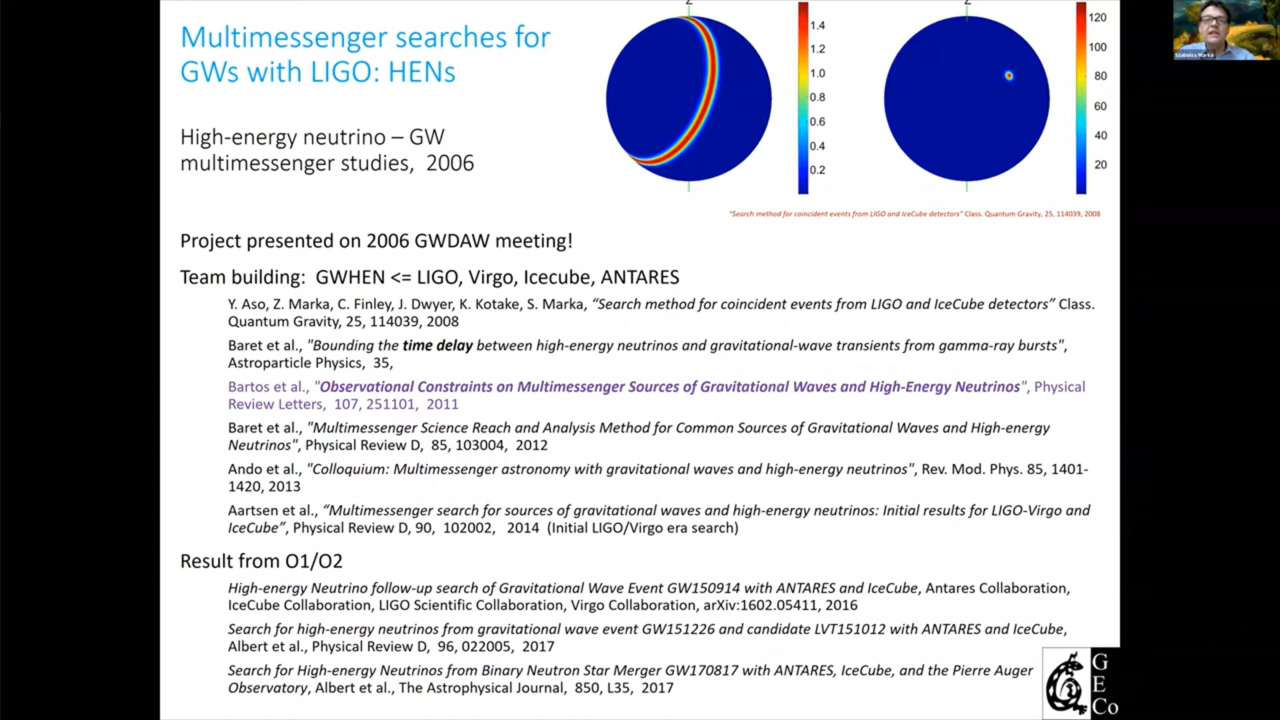 Multimessenger searches for
GWs with LIGO: HENs
High-energy neutrino – GW
multimessenger studies, 2006
Z
1.4
1.2
1.0
0.8
0.6
0.4
0.2
Z
120
100
80
60
40
20
Szabolcs Marka
"Search method for coincident events from LIGO and IceCube detectors" Class. Quantum Gravity, 25, 114039, 2008
Project presented on 2006 GWDAW meeting!
Team building: GWHEN <= LIGO, Virgo, Icecube, ANTARES
Y. Aso, Z. Marka, C. Finley, J. Dwyer, K. Kotake, S. Marka, “Search method for coincident events from LIGO and IceCube detectors” Class.
Quantum Gravity, 25, 114039, 2008
Baret et al., "Bounding the time delay between high-energy neutrinos and gravitational-wave transients from gamma-ray bursts",
Astroparticle Physics, 35,
Bartos et al., "Observational Constraints on Multimessenger Sources of Gravitational Waves and High-Energy Neutrinos", Physical
Review Letters, 107, 251101, 2011
Baret et al., "Multimessenger Science Reach and Analysis Method for Common Sources of Gravitational Waves and High-energy
Neutrinos", Physical Review D, 85, 103004, 2012
Ando et al., "Colloquium: Multimessenger astronomy with gravitational waves and high-energy neutrinos", Rev. Mod. Phys. 85, 1401-
1420, 2013
Aartsen et al., “Multimessenger search for sources of gravitational waves and high-energy neutrinos: Initial results for LIGO-Virgo and
IceCube”, Physical Review D, 90, 102002, 2014 (Initial LIGO/Virgo era search)
Result from O1/O2
High-energy Neutrino follow-up search of Gravitational Wave Event GW150914 with ANTARES and IceCube, Antares Collaboration,
IceCube Collaboration, LIGO Scientific Collaboration, Virgo Collaboration, arXiv:1602.05411, 2016
Search for high-energy neutrinos from gravitational wave event GW151226 and candidate LVT151012 with ANTARES and IceCube,
Albert et al., Physical Review D, 96, 022005, 2017
Search for High-energy Neutrinos from Binary Neutron Star Merger GW170817 with ANTARES, IceCube, and the Pierre Auger
Observatory, Albert et al., The Astrophysical Journal, 850, L35, 2017
G
E
Co